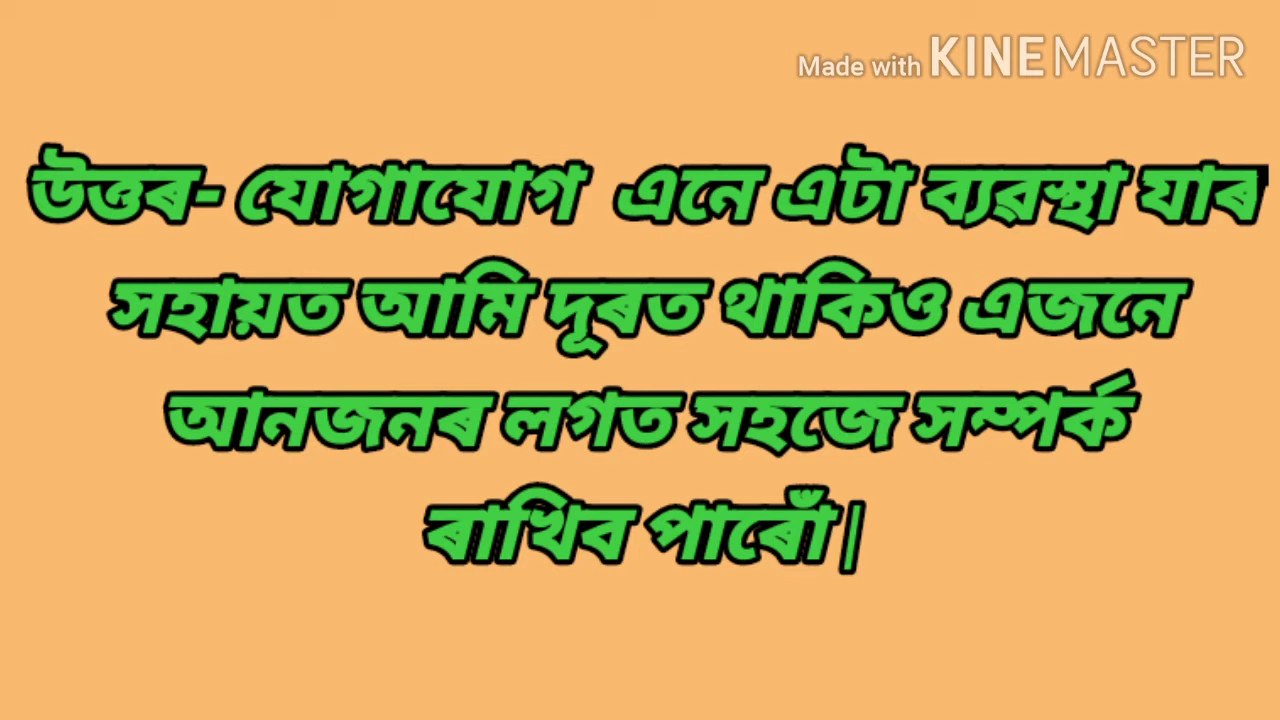 Made with KINEMASTER
উত্তৰ- যোগাযোগ এনে এটা ব্যৱস্থা যাৰ
সহায়ত আমি দূৰত থাকিও এজনে
আনজনৰ লগত সহজে সম্পৰ্ক
ৰাখিব পাৰোঁ|